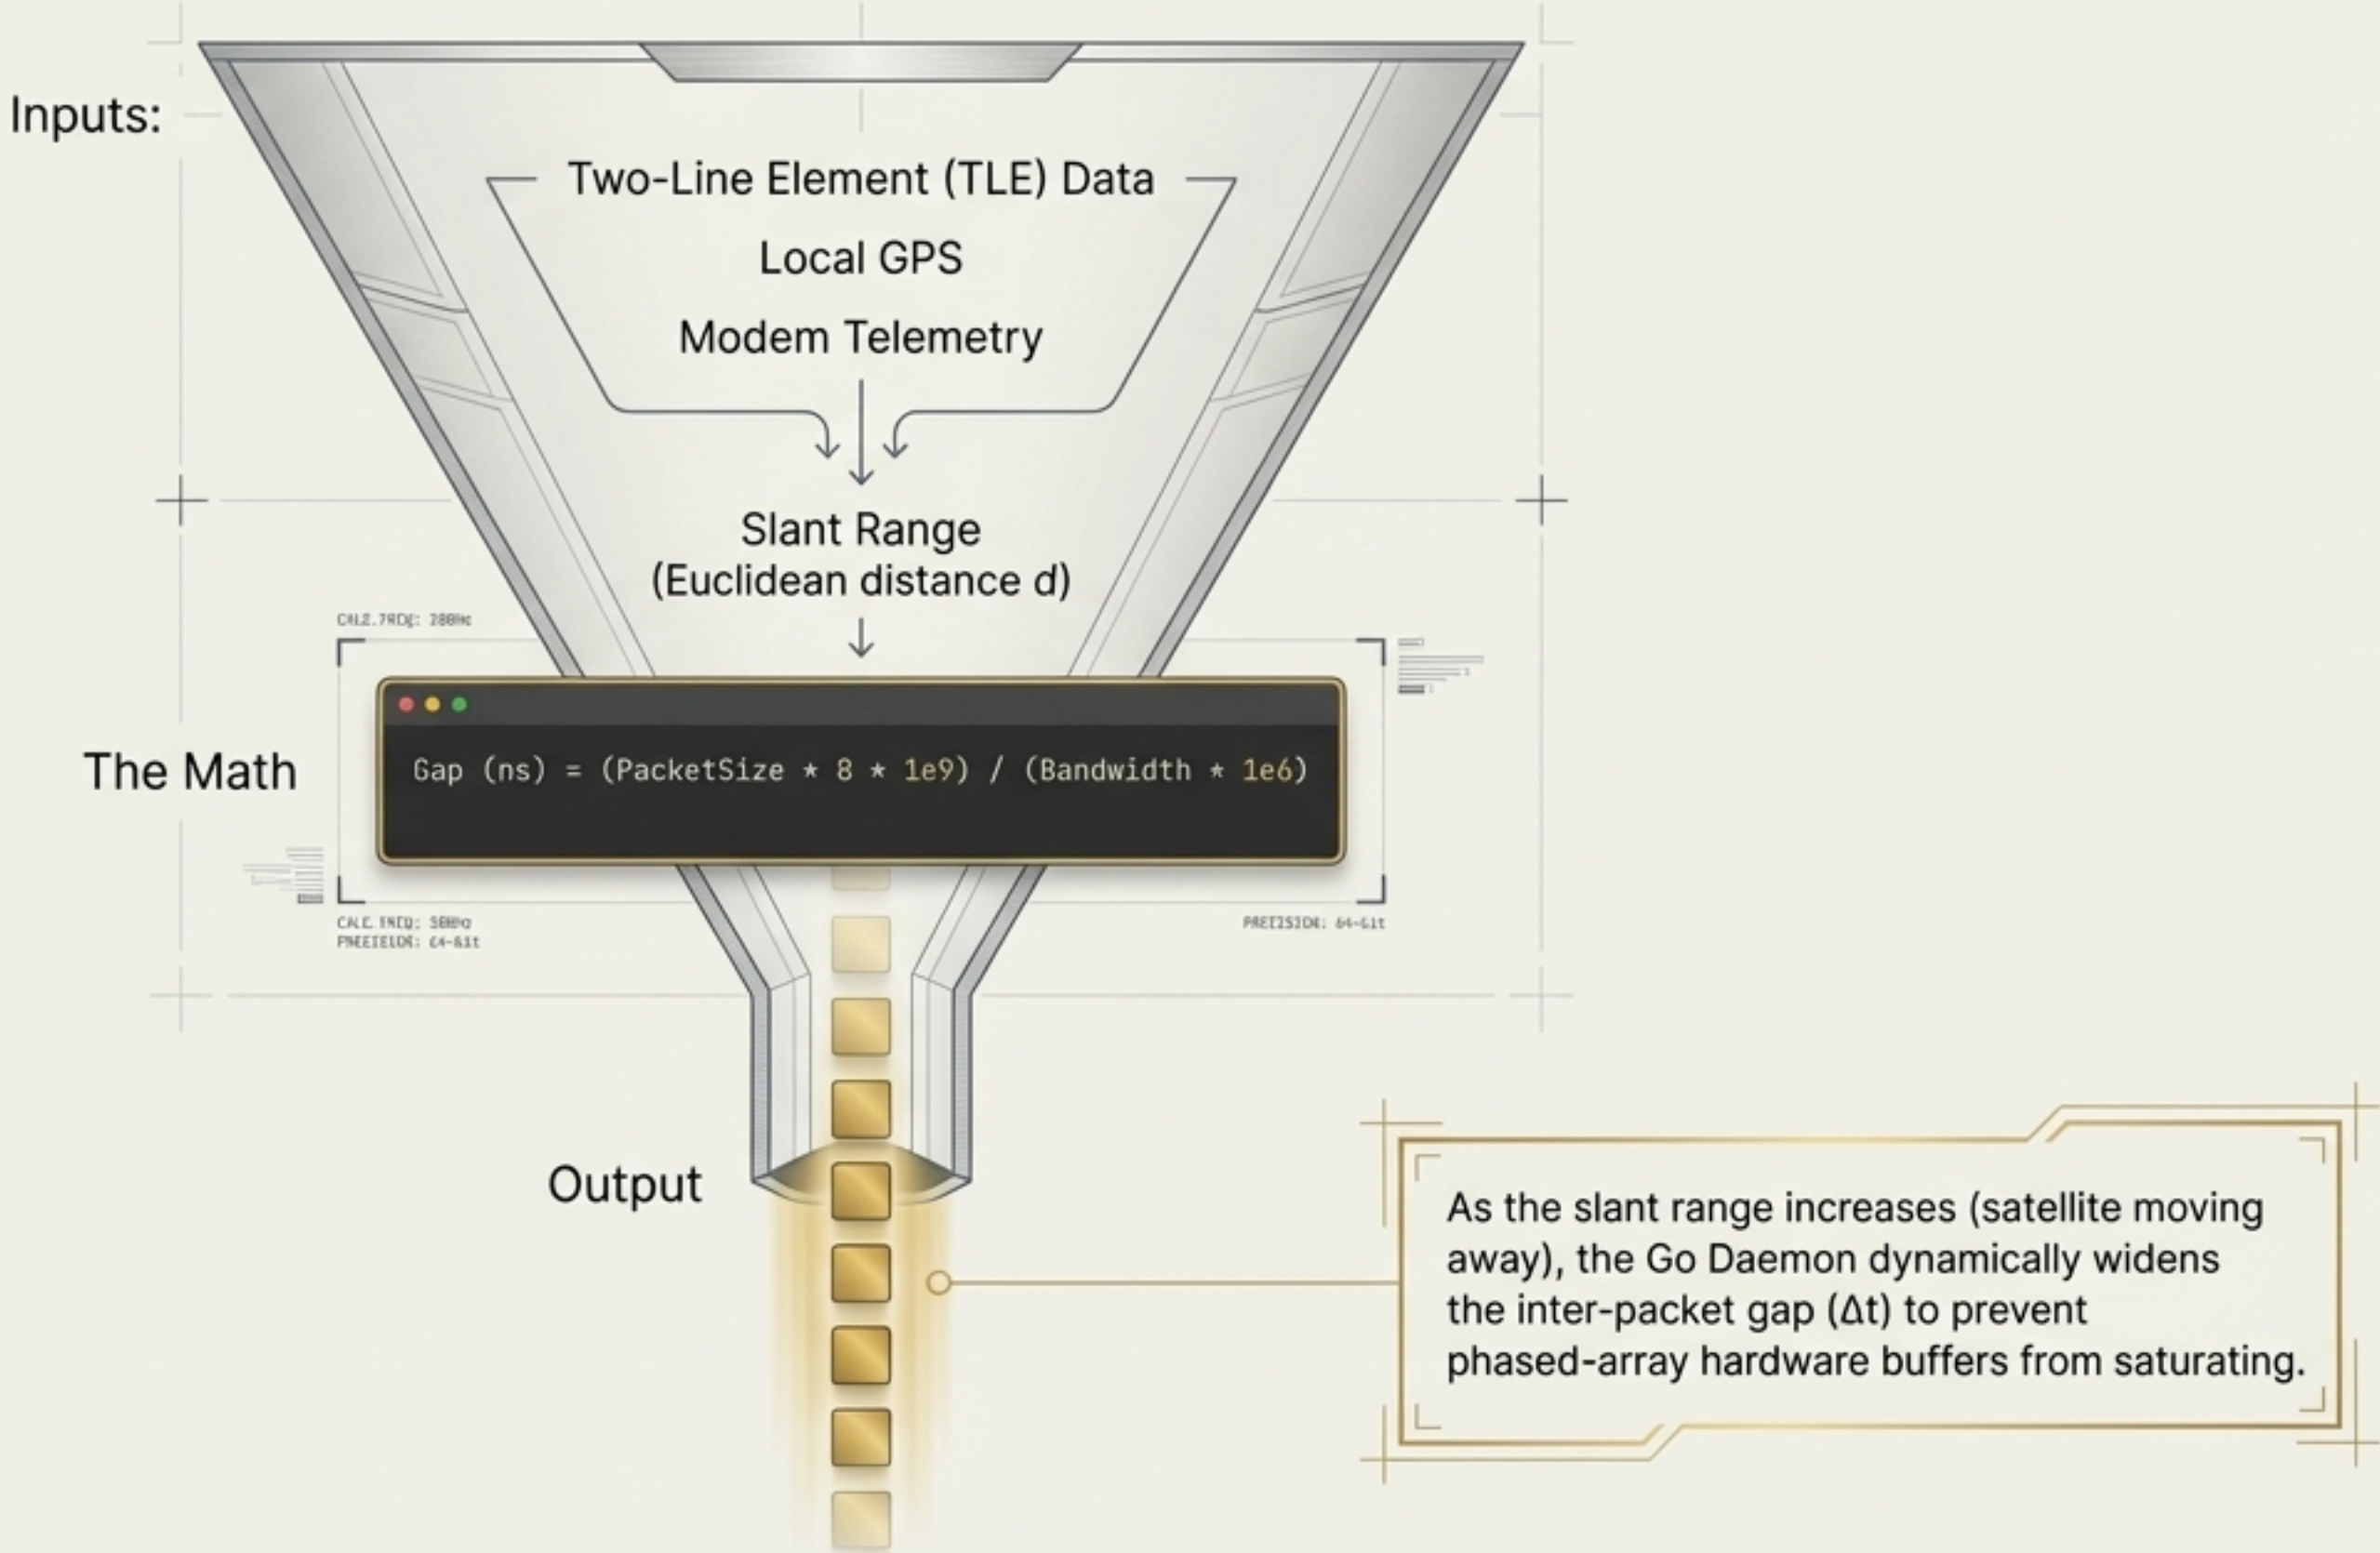 Inputs:
Two-Line Element (TLE) Data
Local GPS
Modem Telemetry
Slant Range
(Euclidean distance d)
The Math
Gap (ns) = (PacketSize * 8 * 1e9) / (Bandwidth * 1e6)
Output
As the slant range increases (satellite moving
away), the Go Daemon dynamically widens
the inter-packet gap (Δt) to prevent
phased-array hardware buffers from saturating.